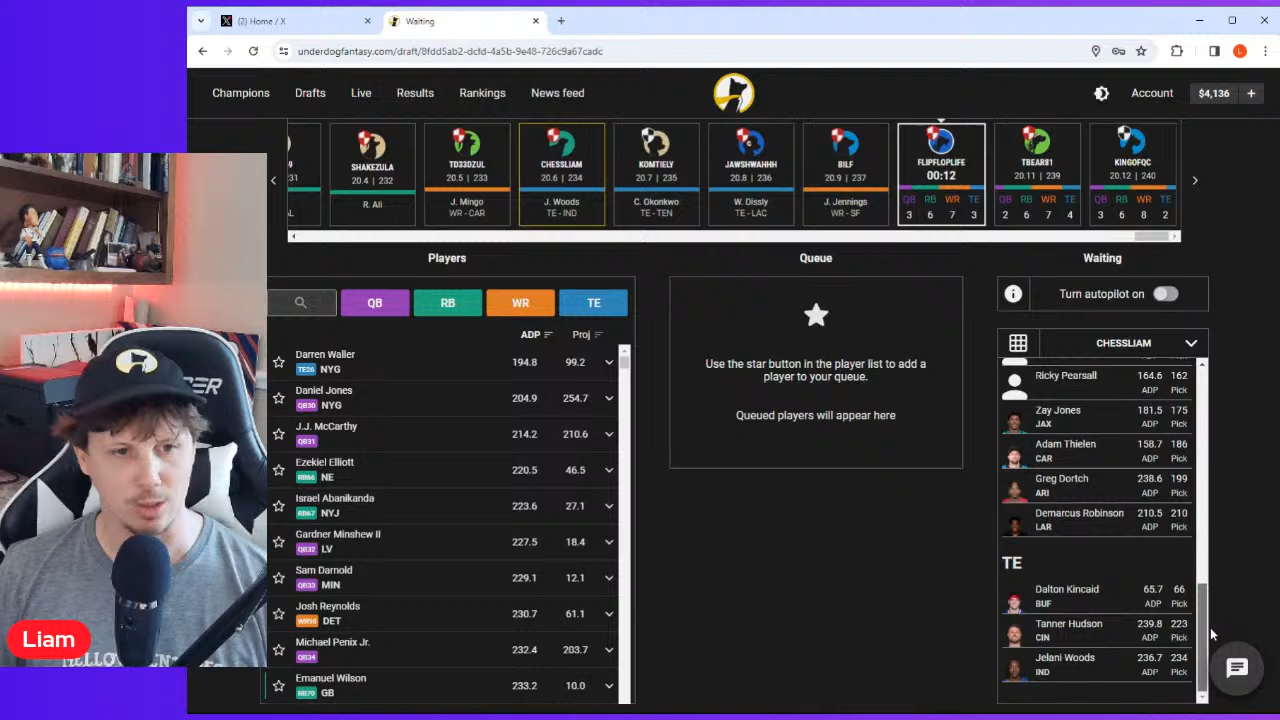 (2) Home / X
Waiting
underdogfantasy.com/draft/8fdd5ab2-dcfd-4a5b-9e48-726c9a67cadc
L
Champions
Drafts
Live
Results
Rankings
News feed
Account
$4,136
+
SHAKEZULA
20.4 | 232
R. Ali
TD33DZUL
20.5 | 233
J. Mingo
WR - CAR
CHESSLIAM
20.6 | 234
J. Woods
TE - IND
KOMTIELY
20.7 | 235
C. Okonkwo
TE - TEN
JAWSHWAHHH
20.8 | 236
W. Dissly
TE - LAC
BILF
20.9 | 237
J. Jennings
WR - SF
FLIPFLOPLIFE
00:12
QB RB WR TE
3 6 7 3
TBEAR81
20.11 | 239
QB RB WR TE
2 6 7 4
KINGOFQC
20.12 | 240
QB RB WR TE
3 6 8 2
Players
QB
RB
WR
TE
ADP
Proj
Darren Waller 194.8 99.2
TE26 NYG
Daniel Jones 204.9 254.7
QB30 NYG
J.J. McCarthy 214.2 210.6
QB31
Ezekiel Elliott 220.5 46.5
RB66 NE
Israel Abanikanda 223.6 27.1
RB67 NYJ
Gardner Minshew II 227.5 18.4
QB32 LV
Sam Darnold 229.1 12.1
QB33 MIN
Josh Reynolds 230.7 61.1
WR98 DET
Michael Penix Jr. 232.4 203.7
QB34
Emanuel Wilson 233.2 10.0
RB70 GB
Queue
Use the star button in the player list to add a
player to your queue.
Queued players will appear here
Waiting
Turn autopilot on
CHESSLIAM
Ricky Pearsall 164.6 162
ADP Pick
Zay Jones 181.5 175
JAX ADP Pick
Adam Thielen 158.7 186
CAR ADP Pick
Greg Dortch 238.6 199
ARI ADP Pick
Demarcus Robinson 210.5 210
LAR ADP Pick
TE
Dalton Kincaid 65.7 66
BUF ADP Pick
Tanner Hudson 239.8 223
CIN ADP Pick
Jelani Woods 236.7 234
IND ADP Pick
Liam